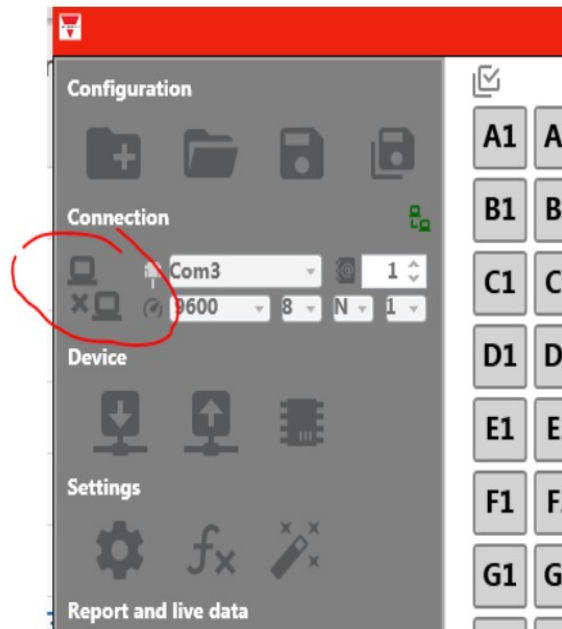 Configuration
A1 A
Connection
B1 B
Com3 1
C1 C
9600 8 N 1
Device
D1 D
E1 E
Settings
F1 F
fx
G1 G
Report and live data